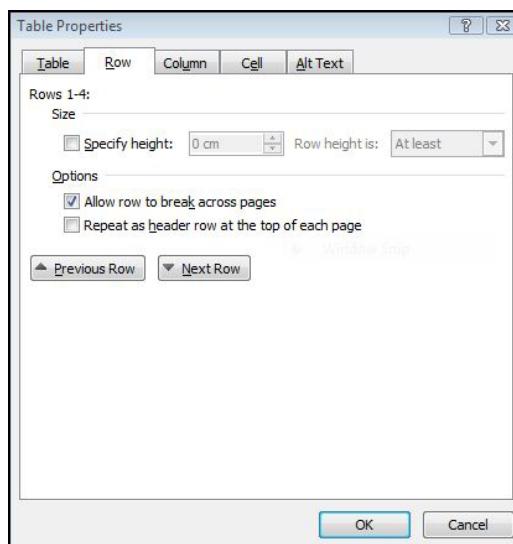 Table Properties
Table Row Column Cell Alt Text
Rows 1-4:
Size
Specify height: 0 cm Row height is: At least
Options
Allow row to break across pages
Repeat as header row at the top of each page
Window Snip
Previous Row Next Row
OK Cancel